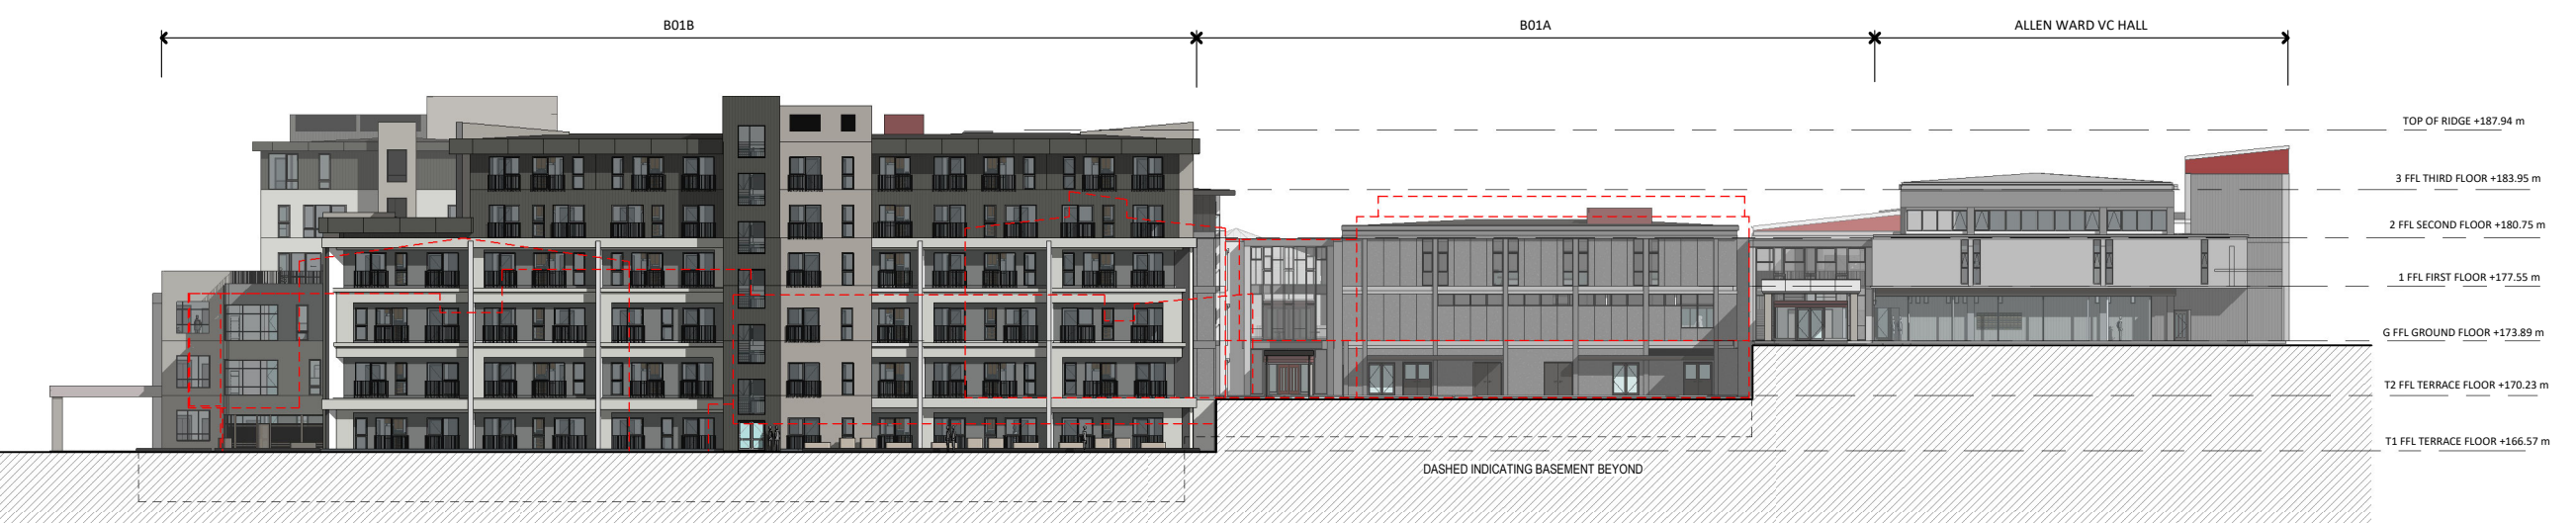 B01B
B01A
ALLEN WARD VC HALL
TOP OF RIDGE +187.94 m
3 FFL THIRD FLOOR +183.95 m
2 FFL SECOND FLOOR +180.75 m
1 FFL FIRST FLOOR +177.55 m
G FFL GROUND FLOOR +173.89 m
T2 FFL TERRACE FLOOR +170.23 m
T1 FFL TERRACE FLOOR +166.57 m
DASHED INDICATING BASEMENT BEYOND